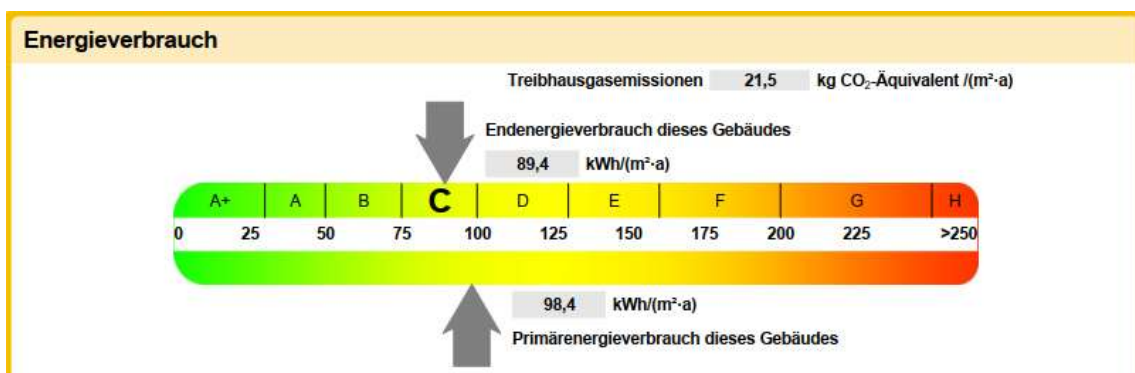 Energieverbrauch
Treibhausgasemissionen 21,5 kg CO₂-Äquivalent /(m²·a)
Endenergieverbrauch dieses Gebäudes
89,4 kWh/(m²·a)
A+ A B C D E F G H
0 25 50 75 100 125 150 175 200 225 >250
98,4 kWh/(m²·a)
Primärenergieverbrauch dieses Gebäudes